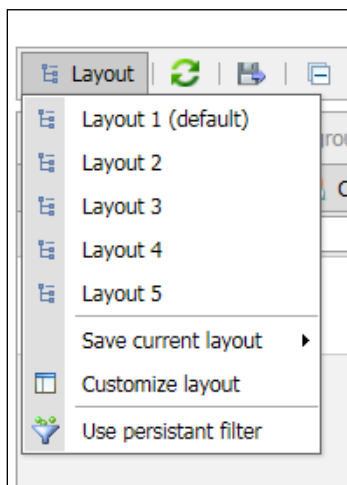 Layout
Layout 1 (default)
Layout 2
Layout 3
Layout 4
Layout 5
Save current layout
Customize layout
Use persistant filter